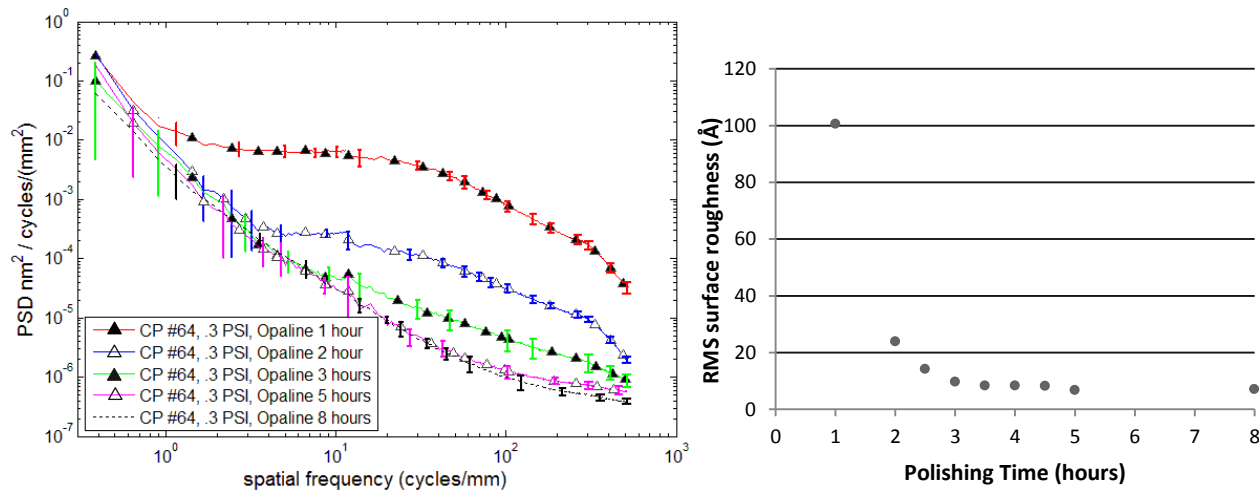 10^0
10^-1
10^-2
10^-3
10^-4
10^-5
10^-6
10^-7
PSD nm^2 / cycles/(mm^2)
CP #64, .3 PSI, Opaline 1 hour
CP #64, .3 PSI, Opaline 2 hour
CP #64, .3 PSI, Opaline 3 hours
CP #64, .3 PSI, Opaline 5 hours
CP #64, .3 PSI, Opaline 8 hours
10^0 10^1 10^2 10^3
spatial frequency (cycles/mm)
120
100
80
60
40
20
0
RMS surface roughness (Å)
0 1 2 3 4 5 6 7 8
Polishing Time (hours)